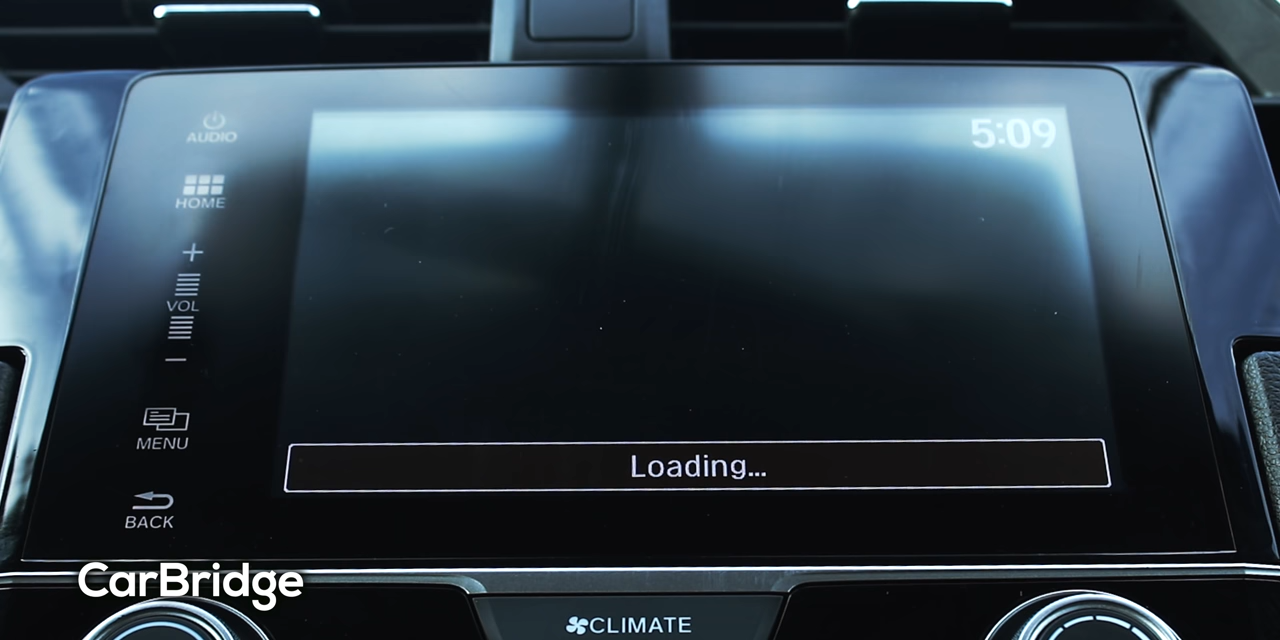 AUDIO
5:09
HOME
+
VOL
−
MENU
Loading...
BACK
CarBridge
CLIMATE